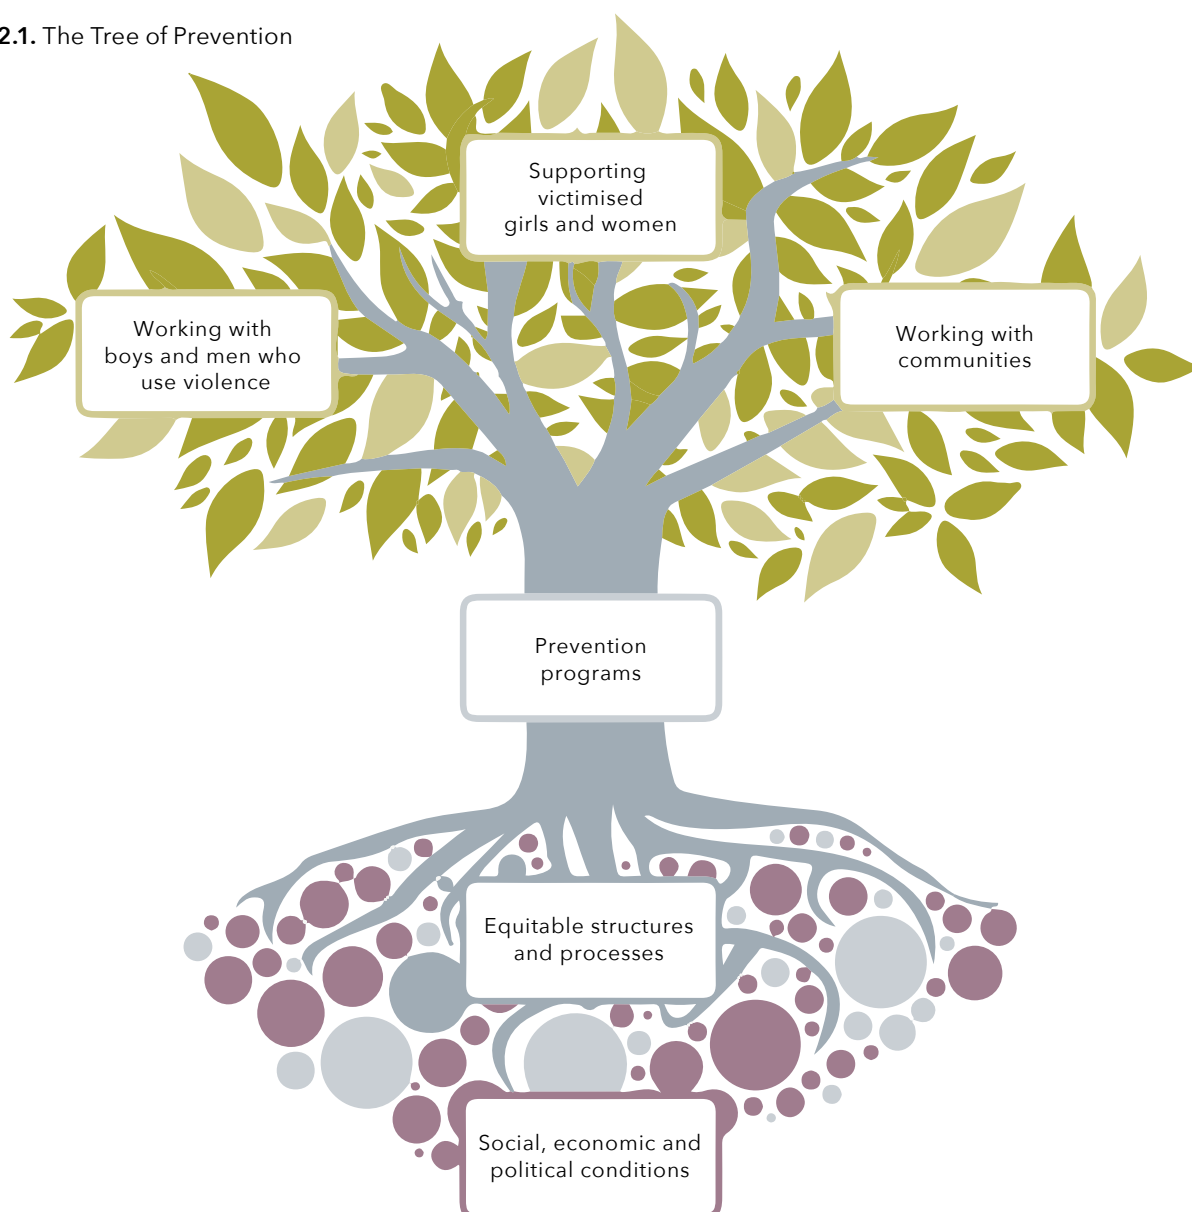 2.1. The Tree of Prevention
Supporting
victimised
girls and women
Working with
boys and men who
use violence
Working with
communities
Prevention
programs
Equitable structures
and processes
Social, economic and
political conditions